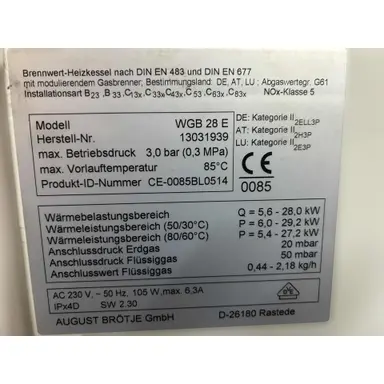 Brennwert-Heizkessel nach DIN EN 483 und DIN EN 677
mit modulierendem Gasbrenner, Bestimmungsland: DE, AT, LU : Abgaswertegr. G61
Installationsart B23 ,B 33 ,C13x ,C33x C43x ,C 53 ,C63x ,C83x NOx-Klasse 5
Modell WGB 28 E
Herstell-Nr. 13031939
max. Betriebsdruck 3,0 bar (0,3 MPa)
max. Vorlauftemperatur 85°C
Produkt-ID-Nummer CE-0085BL0514
DE: Kategorie II2ELL3P
AT: Kategorie II2H3P
LU: Kategorie II2E3P
CE
0085
Wärmebelastungsbereich Q = 5,6 - 28,0 kW
Wärmeleistungsbereich (50/30°C) P = 6,0 - 29,2 kW
Wärmeleistungsbereich (80/60°C) P = 5,4 - 27,2 kW
Anschlussdruck Erdgas 20 mbar
Anschlussdruck Flüssiggas 50 mbar
Anschlusswert Flüssiggas 0,44 - 2,18 kg/h
AC 230 V, ~ 50 Hz, 105 W ,max. 6,3A
IPx4D SW 2.30
AUGUST BRÖTJE GmbH D-26180 Rastede